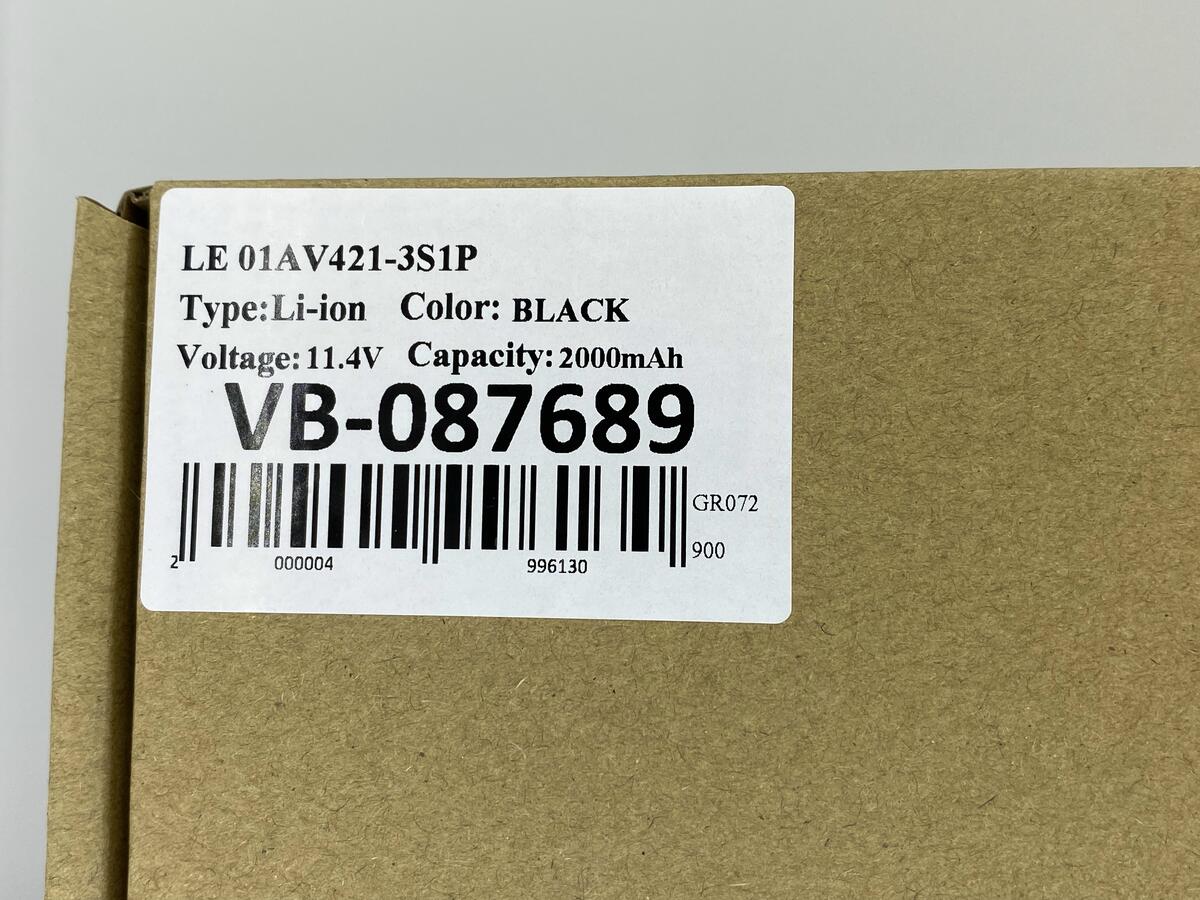 LE 01AV421-3S1P
Type:Li-ion Color: BLACK
Voltage: 11.4V Capacity: 2000mAh
VB-087689
GR072
900
2 000004 996130